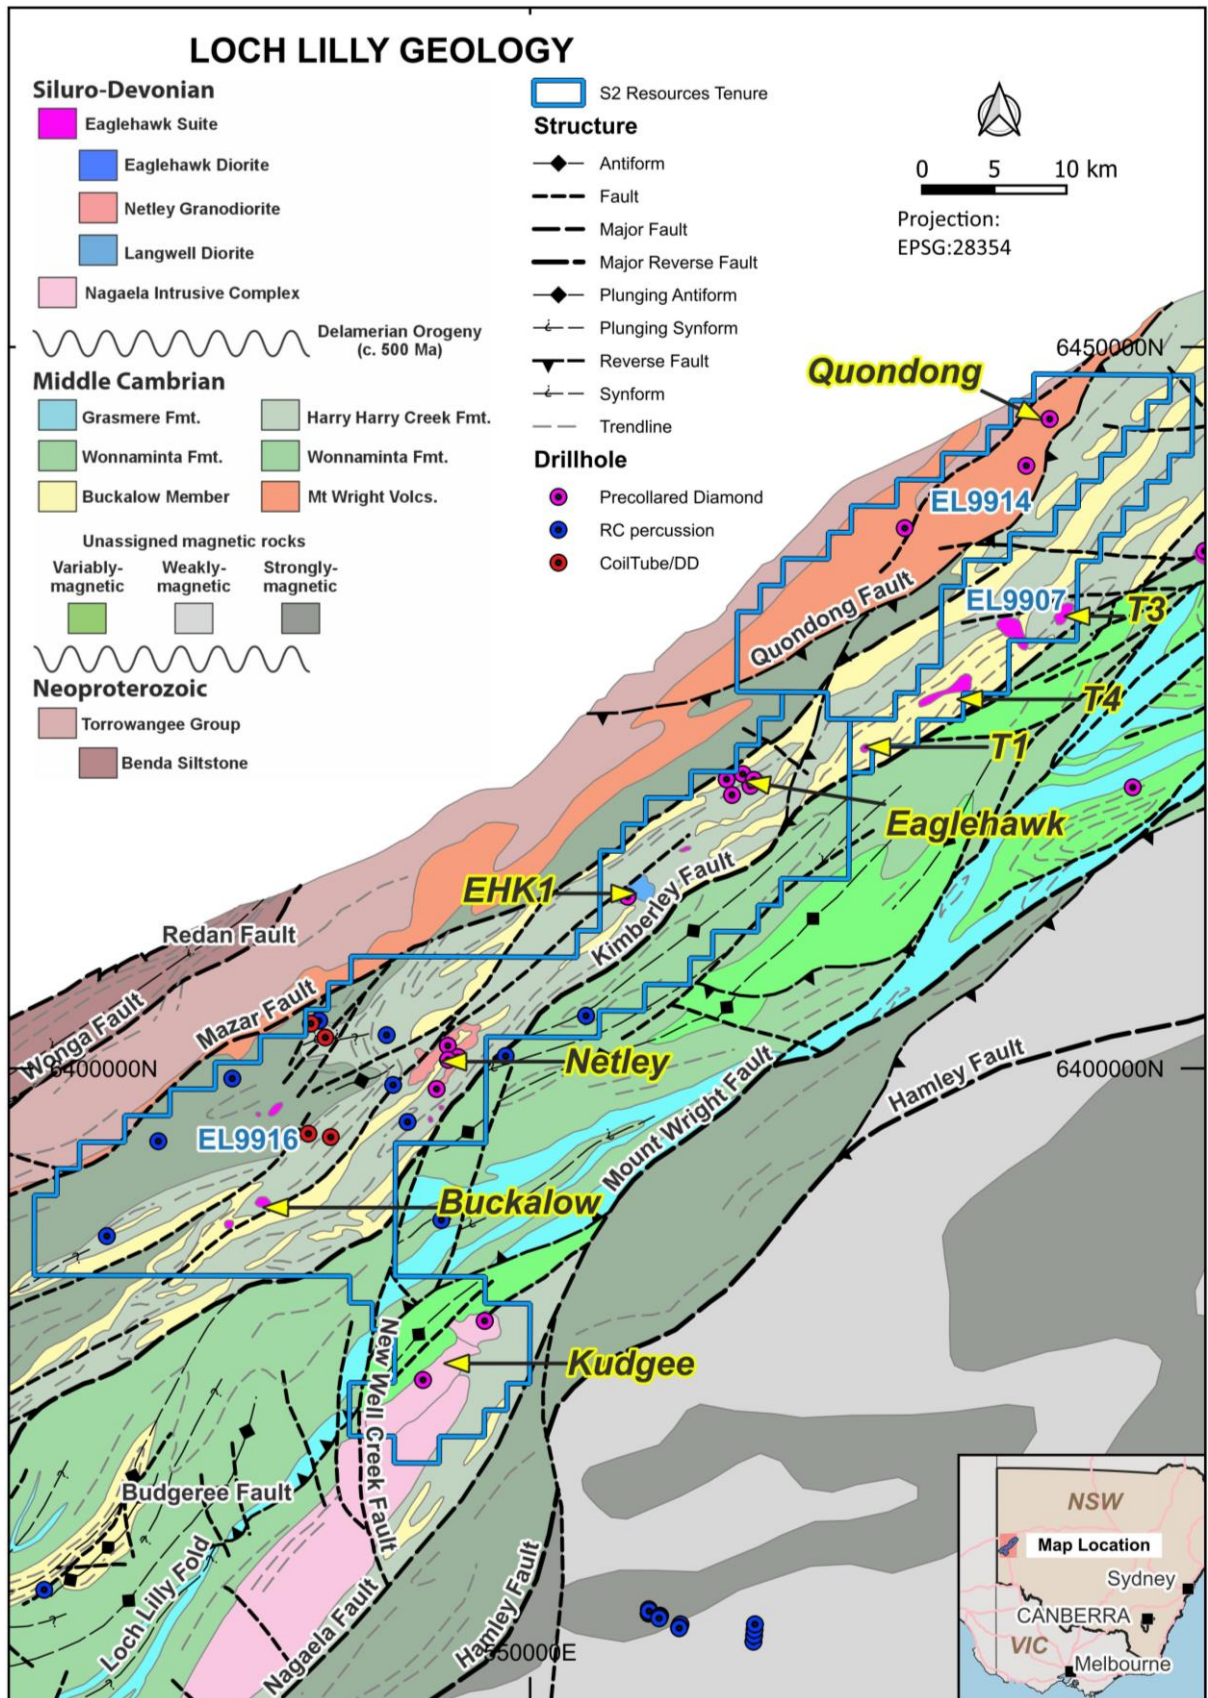 LOCH LILLY GEOLOGY
Siluro-Devonian
Eaglehawk Suite
Eaglehawk Diorite
Netley Granodiorite
Langwell Diorite
Nagaela Intrusive Complex
Delamerian Orogeny
(c. 500 Ma)
Middle Cambrian
Grasmere Fmt.
Harry Harry Creek Fmt.
Wonnaminta Fmt.
Wonnaminta Fmt.
Buckalow Member
Mt Wright Volcs.
Unassigned magnetic rocks
Variably-
magnetic
Weakly-
magnetic
Strongly-
magnetic
Neoproterozoic
Torrowangee Group
Benda Siltstone
S2 Resources Tenure
Structure
Antiform
Fault
Major Fault
Major Reverse Fault
Plunging Antiform
Plunging Synform
Reverse Fault
Synform
Trendline
Drillhole
Precollared Diamond
RC percussion
CoilTube/DD
0 5 10 km
Projection:
EPSG:28354
6450000N
Quondong
EL9914
EL9907
T3
Quondong Fault
T4
T1
Eaglehawk
EHK1
Kimberley Fault
Redan Fault
Wonga Fault
Mazar Fault
6400000N
Netley
6400000N
Hamley Fault
Mount Wright Fault
EL9916
Buckalow
Kudgee
New Well Creek Fault
Budgeree Fault
Loch Lilly Fold
Nagaela Fault
Hamley Fault
550000E
NSW
Map Location
Sydney
CANBERRA
VIC
Melbourne